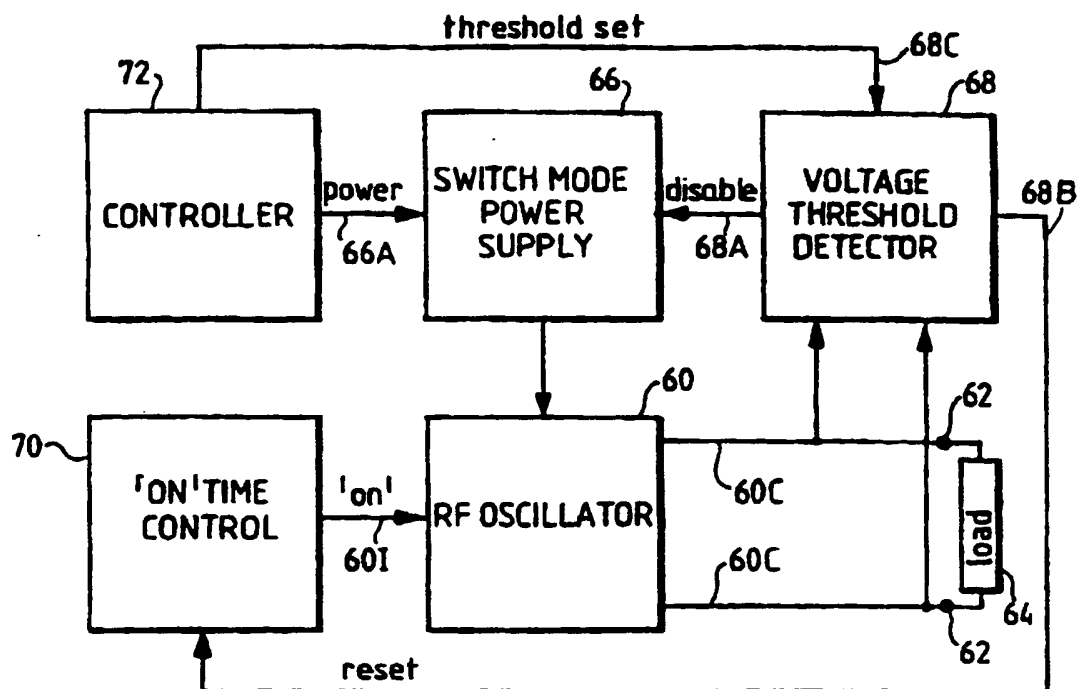 threshold set
68C
72
66
68
CONTROLLER
power
66A
SWITCH MODE
POWER
SUPPLY
disable
68A
VOLTAGE
THRESHOLD
DETECTOR
68B
70
60
62
'ON' TIME
CONTROL
'on'
60I
RF OSCILLATOR
60C
60C
load
64
62
reset